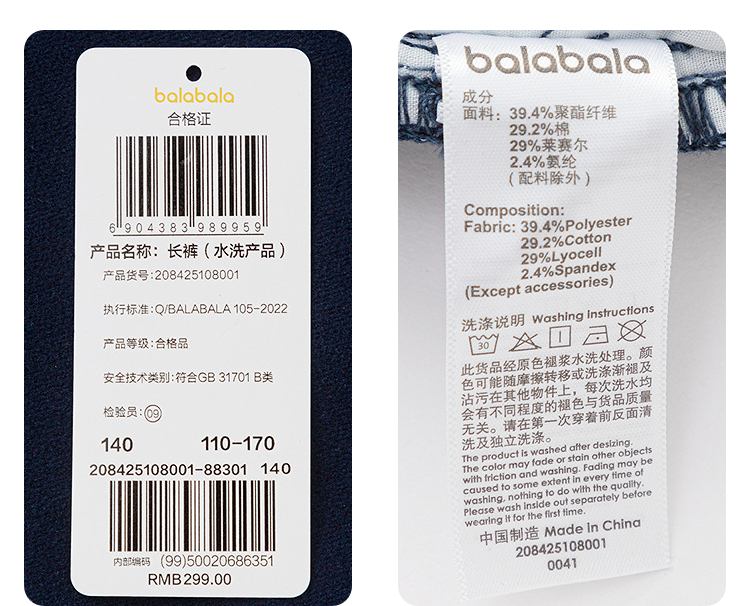 balabala
合格证
6904383989959
产品名称：长裤（水洗产品）
产品货号:208425108001
执行标准:Q/BALABALA 105-2022
产品等级:合格品
安全技术类别:符合GB 31701 B类
检验员:09
140 110-170
208425108001-88301 140
内部编码 (99)50020686351
RMB299.00
balabala
成分
面料：39.4%聚酯纤维
29.2%棉
29%莱赛尔
2.4%氨纶
（配料除外）
Composition:
Fabric: 39.4%Polyester
29.2%Cotton
29%Lyocell
2.4%Spandex
(Except accessories)
洗涤说明 Washing Instructions
30
此货品经原色褪浆水洗处理。颜
色可能随摩擦转移或洗涤渐褪及
沾污在其他物件上，每次洗水均
会有不同程度的褪色与货品质量
无关。请在第一次穿着前反面清
洗及独立洗涤。
The product is washed after desizing.
The color may fade or stain other objects
with friction and washing. Fading may be
caused to some extent in every time of
washing, nothing to do with the quality.
Please wash inside out separately before
wearing it for the first time.
中国制造 Made in China
208425108001
0041